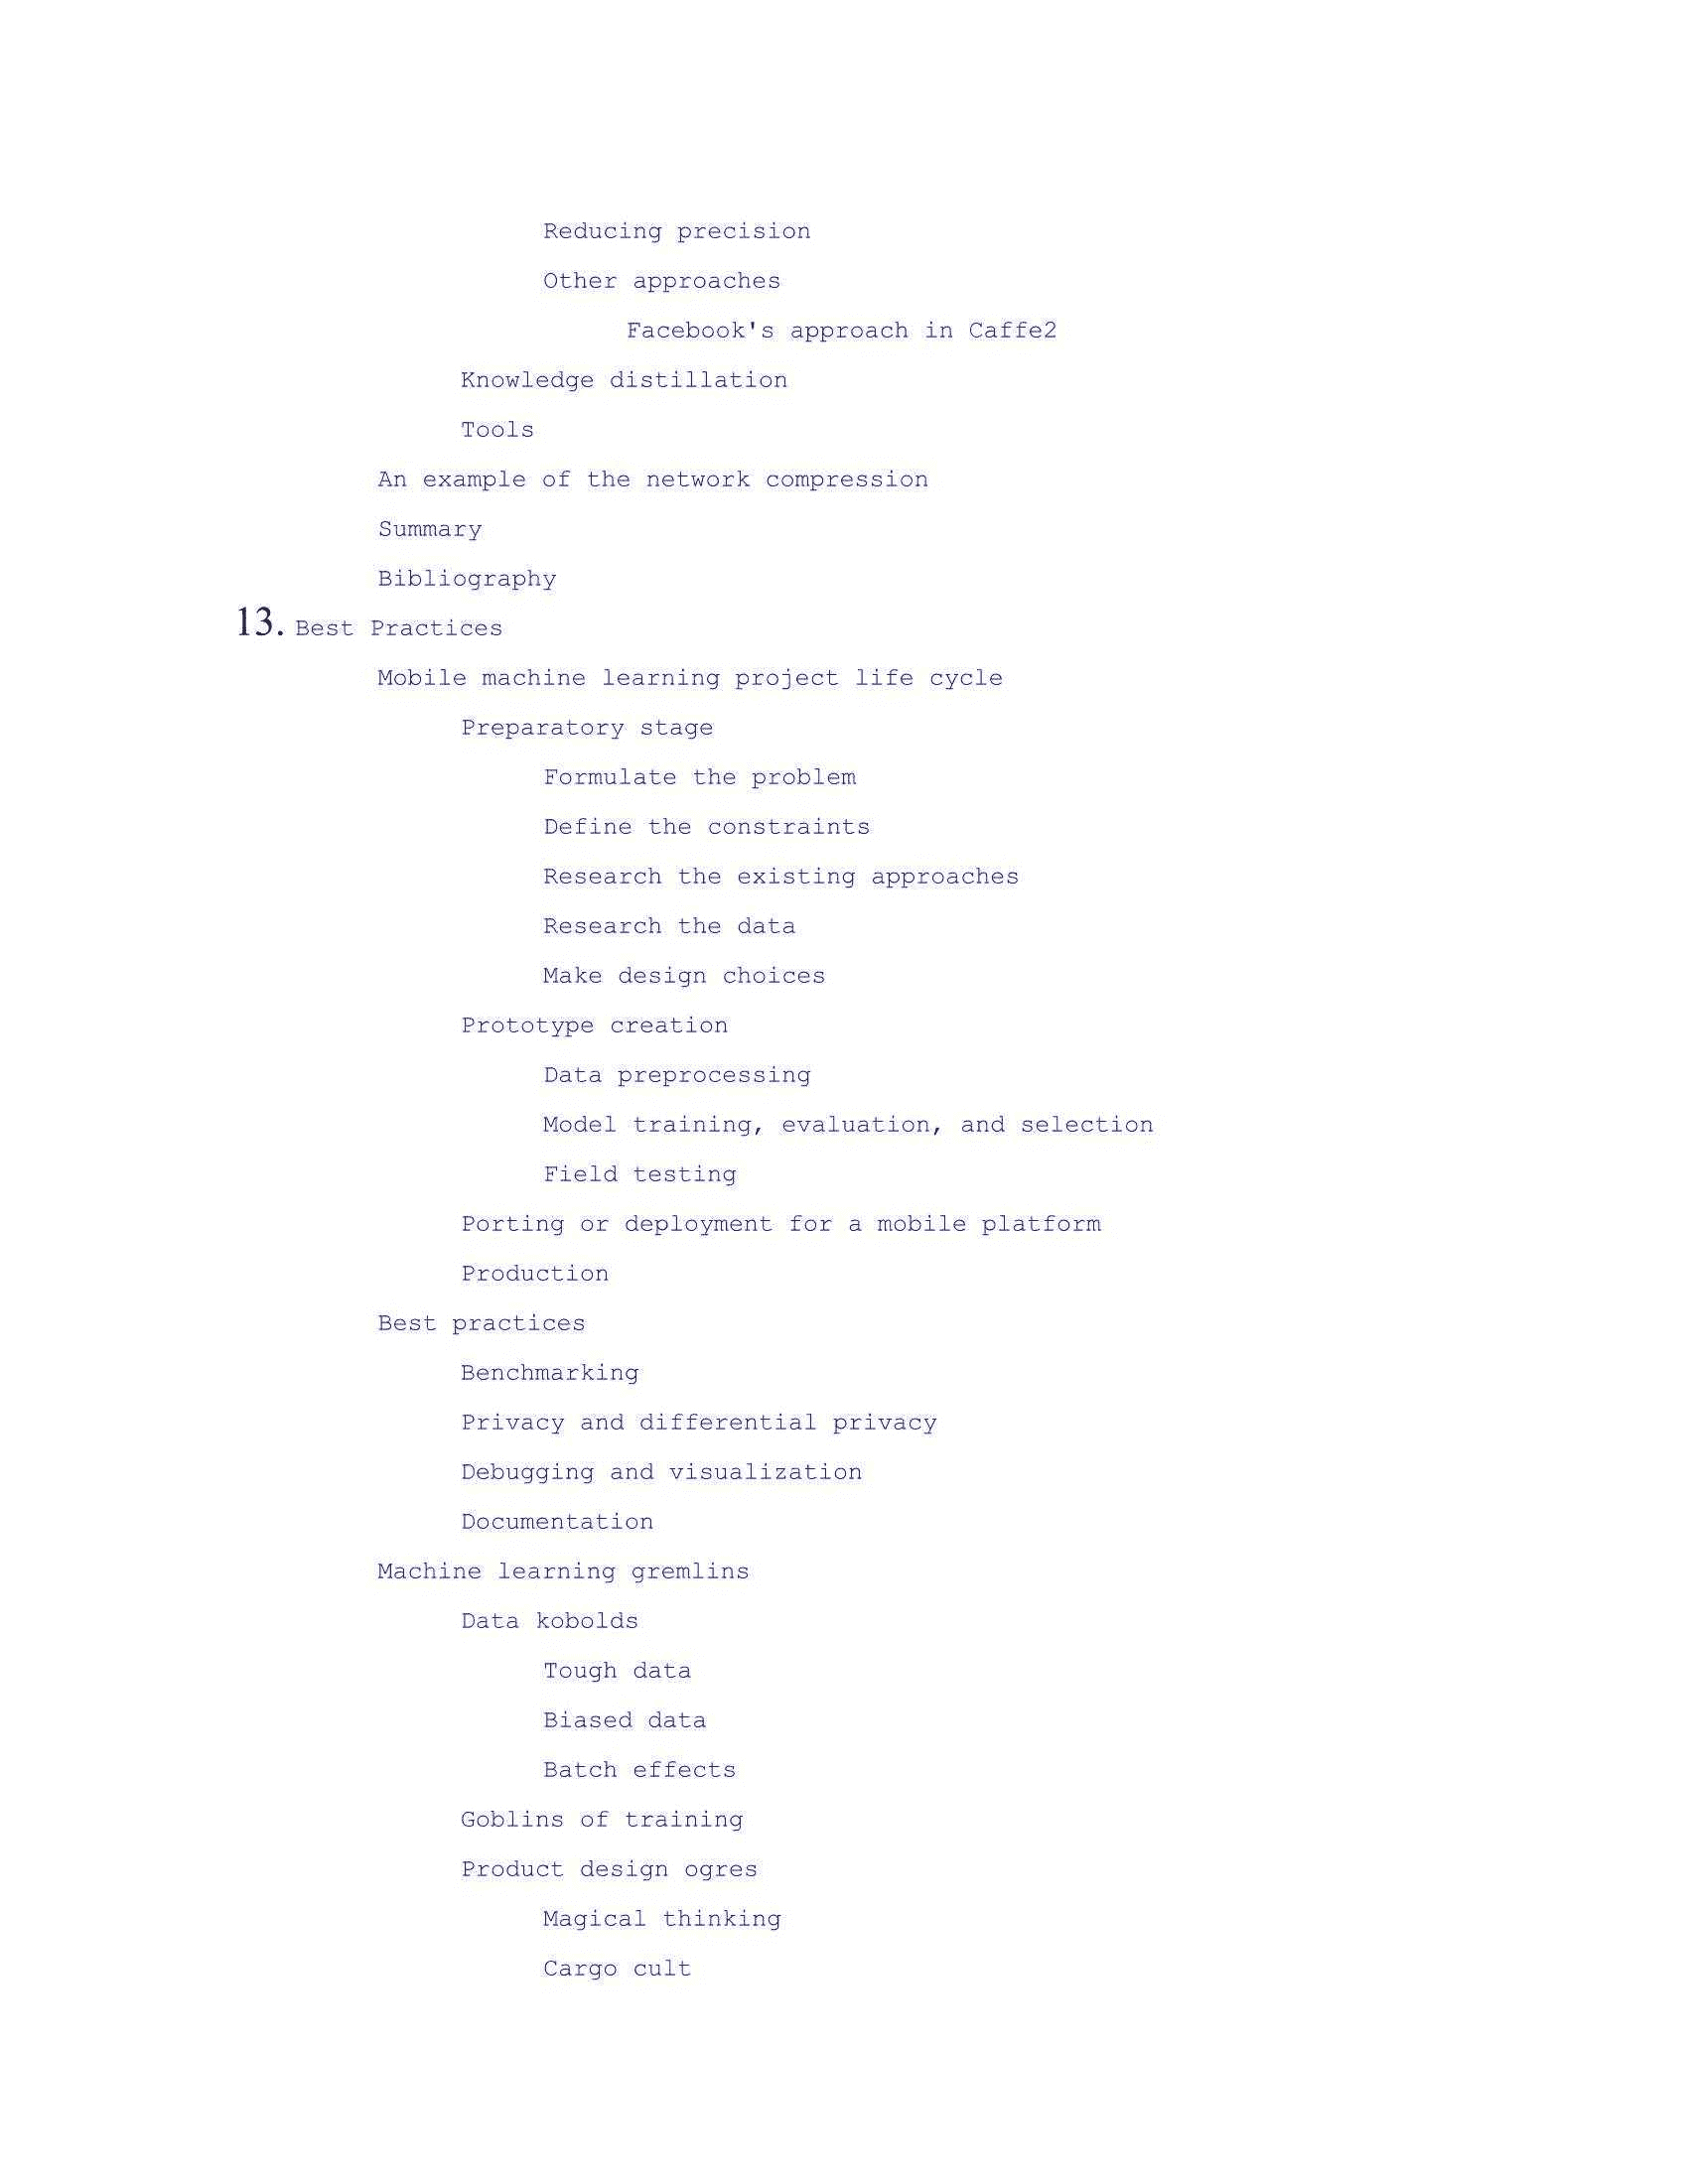 Reducing precision
Other approaches
Facebook's approach in Caffe2
Knowledge distillation
Tools
An example of the network compression
Summary
Bibliography
13. Best Practices
Mobile machine learning project life cycle
Preparatory stage
Formulate the problem
Define the constraints
Research the existing approaches
Research the data
Make design choices
Prototype creation
Data preprocessing
Model training, evaluation, and selection
Field testing
Porting or deployment for a mobile platform
Production
Best practices
Benchmarking
Privacy and differential privacy
Debugging and visualization
Documentation
Machine learning gremlins
Data kobolds
Tough data
Biased data
Batch effects
Goblins of training
Product design ogres
Magical thinking
Cargo cult